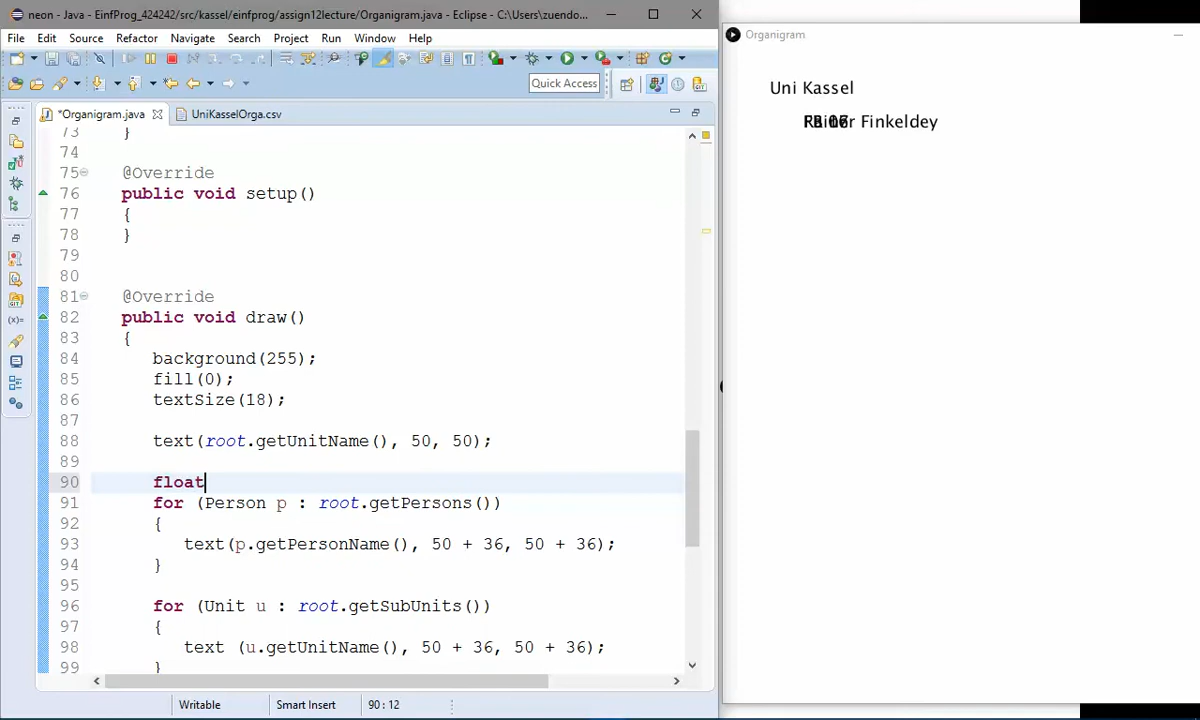 neon - Java - EinfProg_424242/src/kassel/einfprog/assign12lecture/Organigram.java - Eclipse - C:\Users\zuendo...
File Edit Source Refactor Navigate Search Project Run Window Help
Quick Access
*Organigram.java UniKasselOrga.csv
73 }
74
75 @Override
76 public void setup()
77 {
78 }
79
80
81 @Override
82 public void draw()
83 {
84 background(255);
85 fill(0);
86 textSize(18);
87
88 text(root.getUnitName(), 50, 50);
89
90 float
91 for (Person p : root.getPersons())
92 {
93 text(p.getPersonName(), 50 + 36, 50 + 36);
94 }
95
96 for (Unit u : root.getSubUnits())
97 {
98 text (u.getUnitName(), 50 + 36, 50 + 36);
99 }
Writable Smart Insert 90 : 12
Organigram
Uni Kassel
Finkeldey